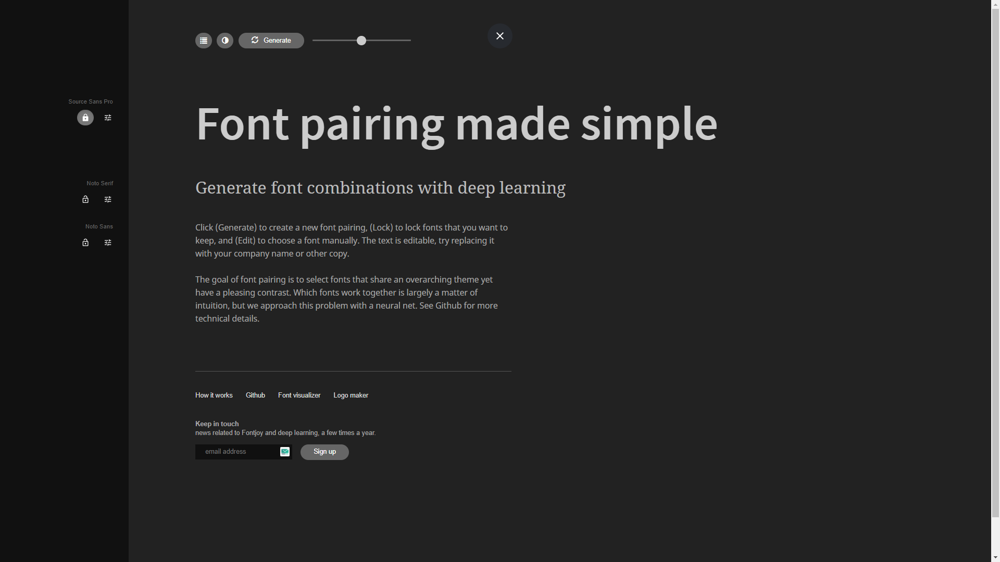 Generate
Source Sans Pro
Font pairing made simple
Noto Serif
Generate font combinations with deep learning
Noto Sans
Click (Generate) to create a new font pairing, (Lock) to lock fonts that you want to
keep, and (Edit) to choose a font manually. The text is editable, try replacing it
with your company name or other copy.
The goal of font pairing is to select fonts that share an overarching theme yet
have a pleasing contrast. Which fonts work together is largely a matter of
intuition, but we approach this problem with a neural net. See Github for more
technical details.
How it works Github Font visualizer Logo maker
Keep in touch
news related to Fontjoy and deep learning, a few times a year.
email address Sign up